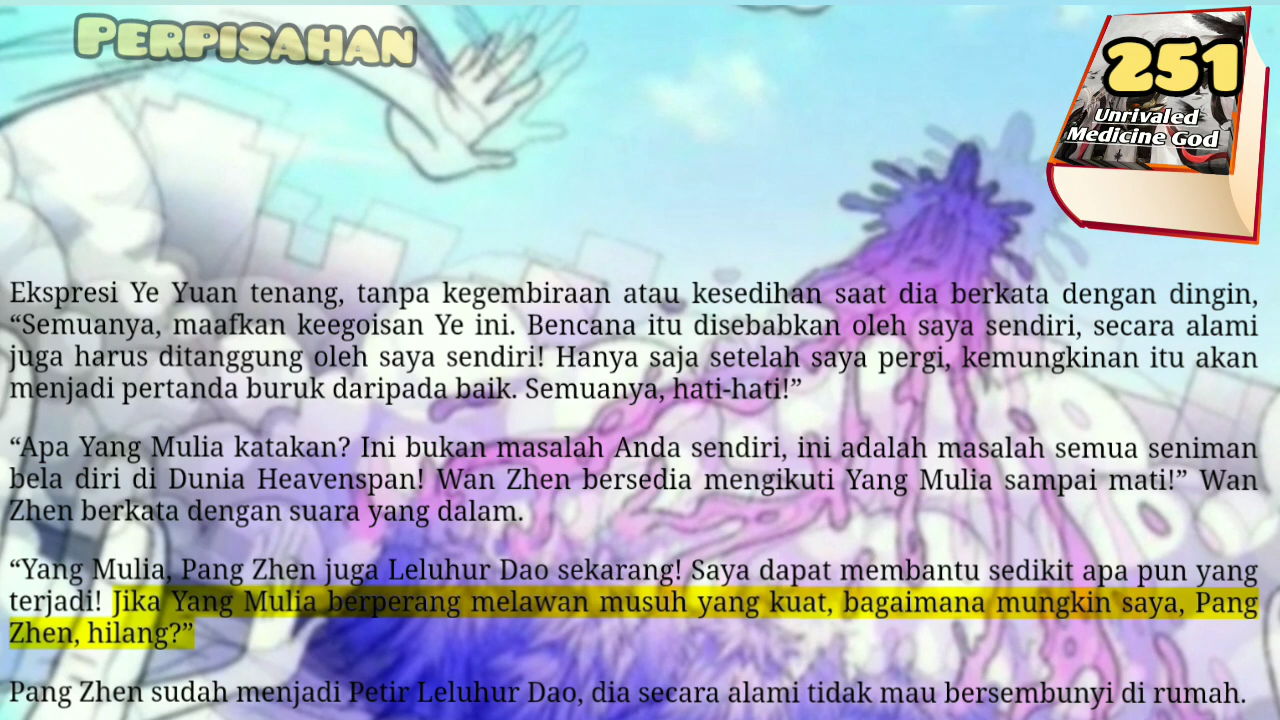 Perpisahan
251
Unrivaled
Medicine God
Ekspresi Ye Yuan tenang, tanpa kegembiraan atau kesedihan saat dia berkata dengan dingin,
“Semuanya, maafkan keegoisan Ye ini. Bencana itu disebabkan oleh saya sendiri, secara alami
juga harus ditanggung oleh saya sendiri! Hanya saja setelah saya pergi, kemungkinan itu akan
menjadi pertanda buruk daripada baik. Semuanya, hati-hati!”
“Apa Yang Mulia katakan? Ini bukan masalah Anda sendiri, ini adalah masalah semua seniman
bela diri di Dunia Heavenspan! Wan Zhen bersedia mengikuti Yang Mulia sampai mati!” Wan
Zhen berkata dengan suara yang dalam.
“Yang Mulia, Pang Zhen juga Leluhur Dao sekarang! Saya dapat membantu sedikit apa pun yang
terjadi! Jika Yang Mulia berperang melawan musuh yang kuat, bagaimana mungkin saya, Pang
Zhen, hilang?”
Pang Zhen sudah menjadi Petir Leluhur Dao, dia secara alami tidak mau bersembunyi di rumah.